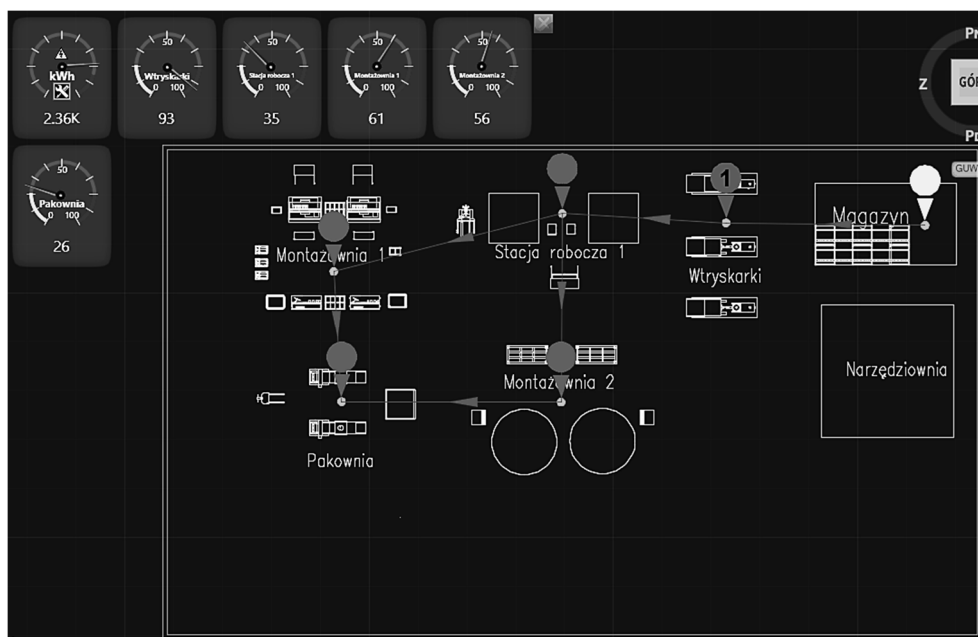 50
kWh
2.36K
50
Wtryskarki
0 100
93
50
Stacja robocza 1
0 100
35
50
Montażownia 1
0 100
61
50
Montażownia 2
0 100
56
50
Pakownia
0 100
26
Z
GUW
1
Montażownia 1
Stacja robocza 1
Wtryskarki
Magazyn
Montażownia 2
Narzędziownia
Pakownia